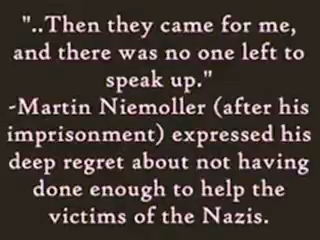 "..Then they came for me,
and there was no one left to
speak up."
-Martin Niemoller (after his
imprisonment) expressed his
deep regret about not having
done enough to help the
victims of the Nazis.